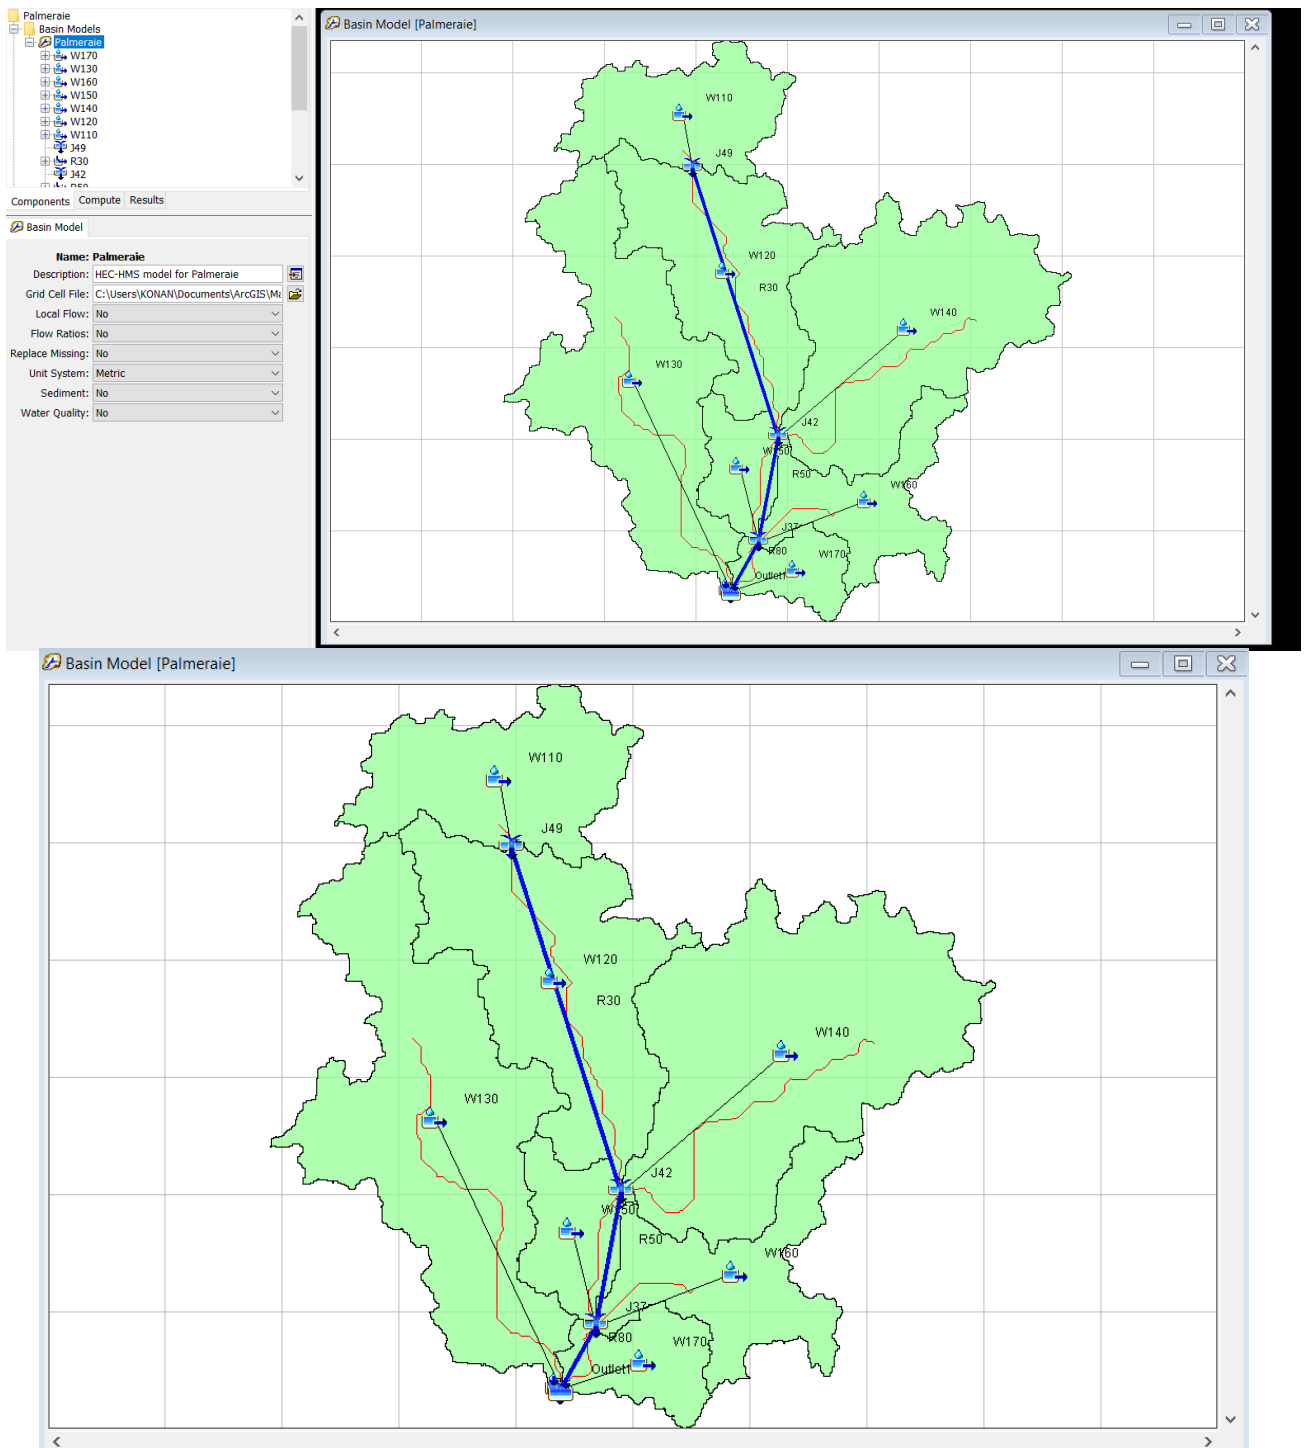 Palmeraie
Basin Models
Palmeraie
W170
W130
W160
W150
W140
W120
W110
J49
R30
J42
Components Compute Results
Basin Model
Name: Palmeraie
Description: HEC-HMS model for Palmeraie
Grid Cell File: C:\Users\KONAN\Documents\ArcGIS\Ma
Local Flow: No
Flow Ratios: No
Replace Missing: No
Unit System: Metric
Sediment: No
Water Quality: No
Basin Model [Palmeraie]
W110
J49
W120
R30
W140
W130
J42
W150
R50
W160
J37
R80
W170
Outlet1
Basin Model [Palmeraie]
W110
J49
W120
R30
W140
W130
J42
W150
R50
W160
J37
R80
W170
Outlet1